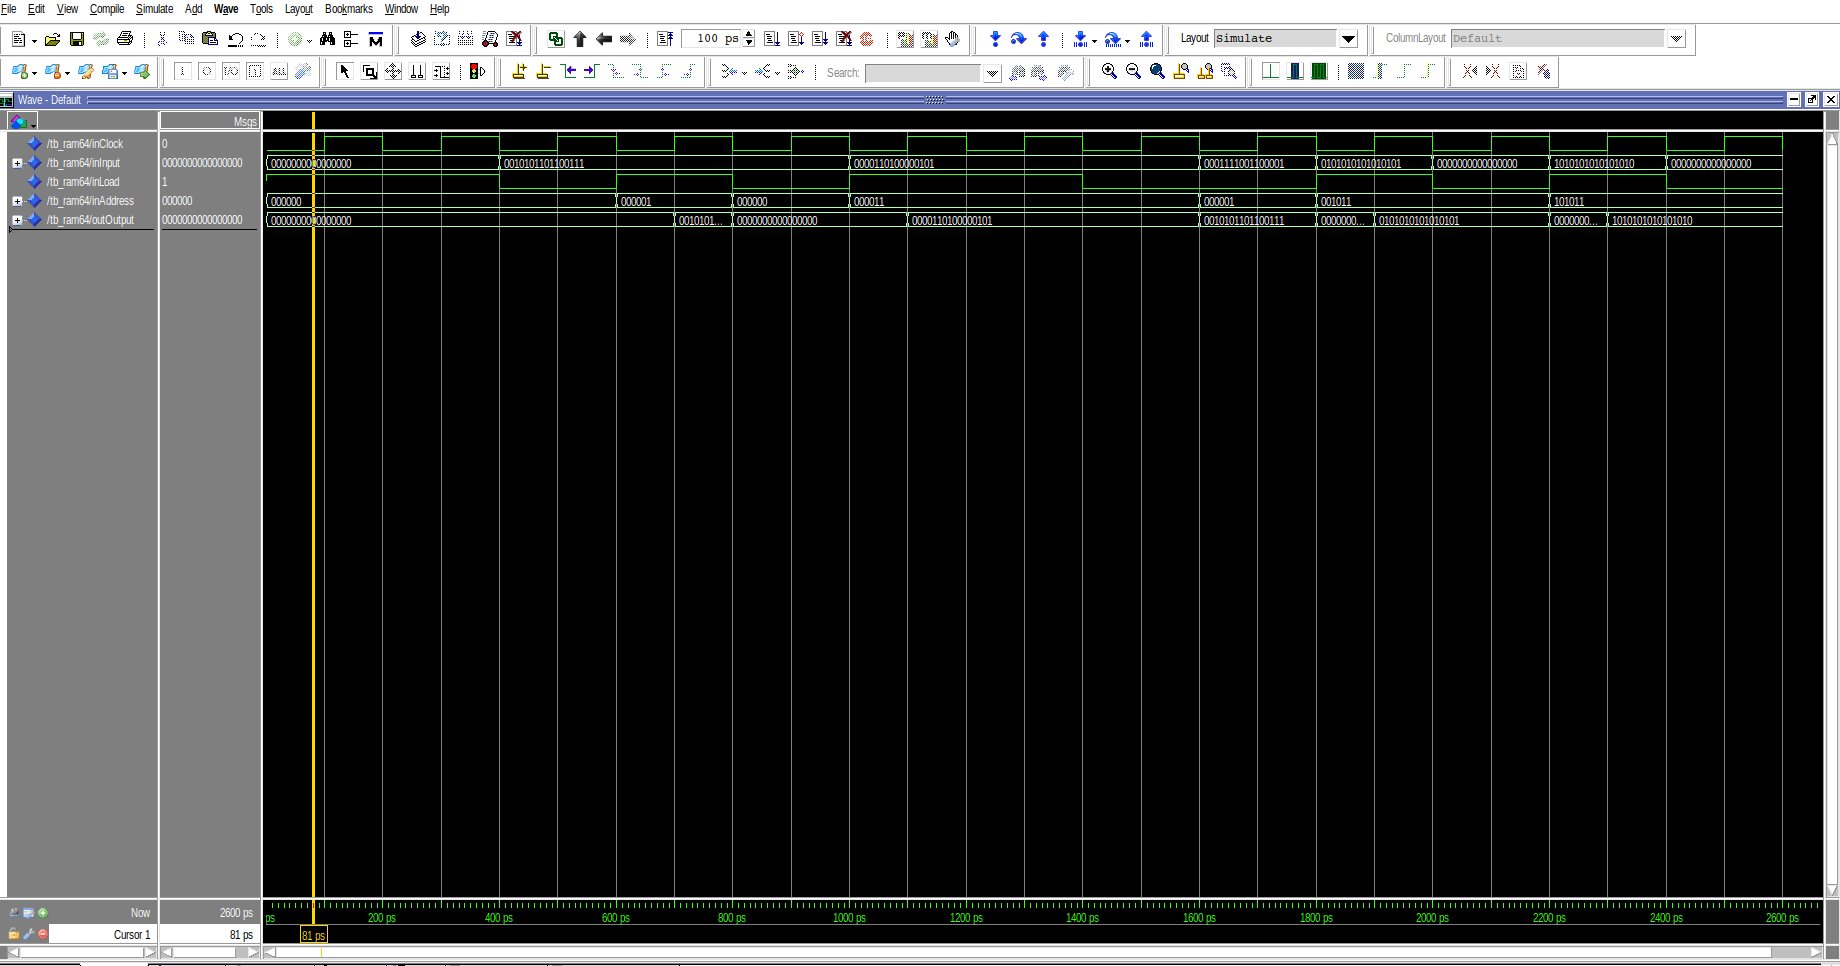 File Edit View Compile Simulate Add Wave Tools Layout Bookmarks Window Help
100 ps Layout Simulate ColumnLayout Default
Search:
Wave - Default
Msgs
/tb_ram64/inClock 0
/tb_ram64/inInput 0000000000000000 0000000000000000 0010101101100111 0000110100000101 0001111001100001 0101010101010101 0000000000000000 1010101010101010 0000000000000000
/tb_ram64/inLoad 1
/tb_ram64/inAddress 000000 000000 000001 000000 000011 000001 001011 101011
/tb_ram64/outOutput 0000000000000000 0000000000000000 0010101... 0000000000000000 0000110100000101 0010101101100111 0000000... 0101010101010101 0000000... 1010101010101010
Now 2600 ps ps 200 ps 400 ps 600 ps 800 ps 1000 ps 1200 ps 1400 ps 1600 ps 1800 ps 2000 ps 2200 ps 2400 ps 2600 ps
Cursor 1 81 ps 81 ps